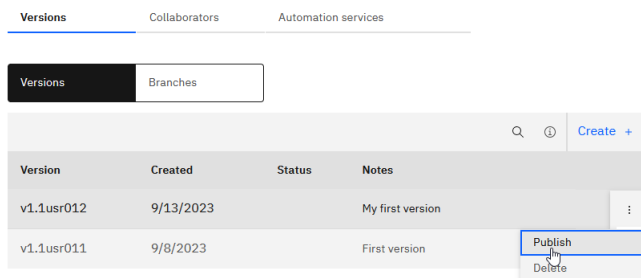 Versions Collaborators Automation services
Versions Branches
Create +
Version Created Status Notes
v1.1usr012 9/13/2023 My first version
v1.1usr011 9/8/2023 First version
Publish
Delete